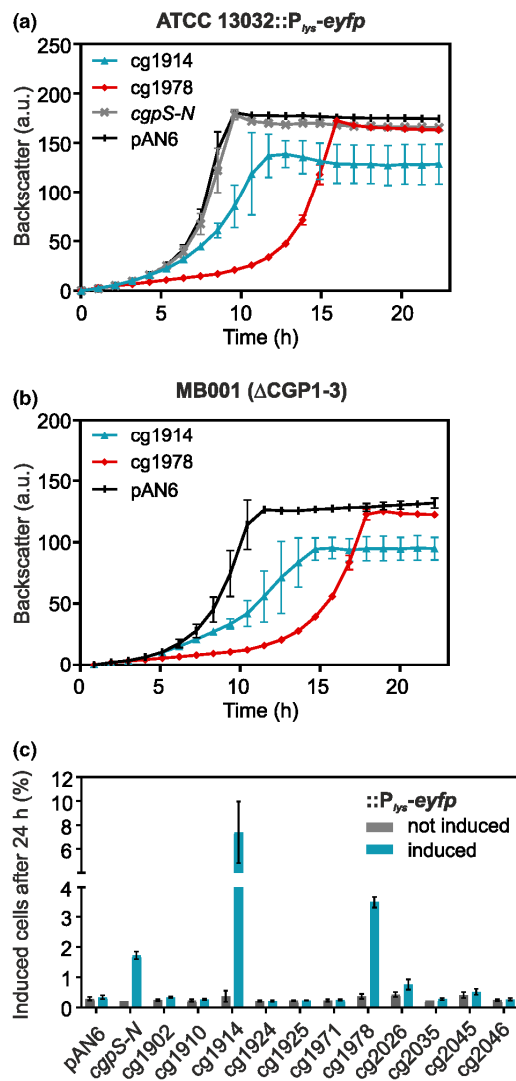 (a)
ATCC 13032::Plys-eyfp
Backscatter (a.u.)
250
200
150
100
50
0
cg1914
cg1978
cgpS-N
pAN6
0 5 10 15 20
Time (h)
(b)
MB001 (ΔCGP1-3)
Backscatter (a.u.)
200
150
100
50
0
cg1914
cg1978
pAN6
0 5 10 15 20
Time (h)
(c)
Induced cells after 24 h (%)
12
10
8
6
4
3
2
1
0
::Plys-eyfp
not induced
induced
pAN6
cgpS-N
cg1902
cg1910
cg1914
cg1924
cg1925
cg1971
cg1978
cg2026
cg2035
cg2045
cg2046